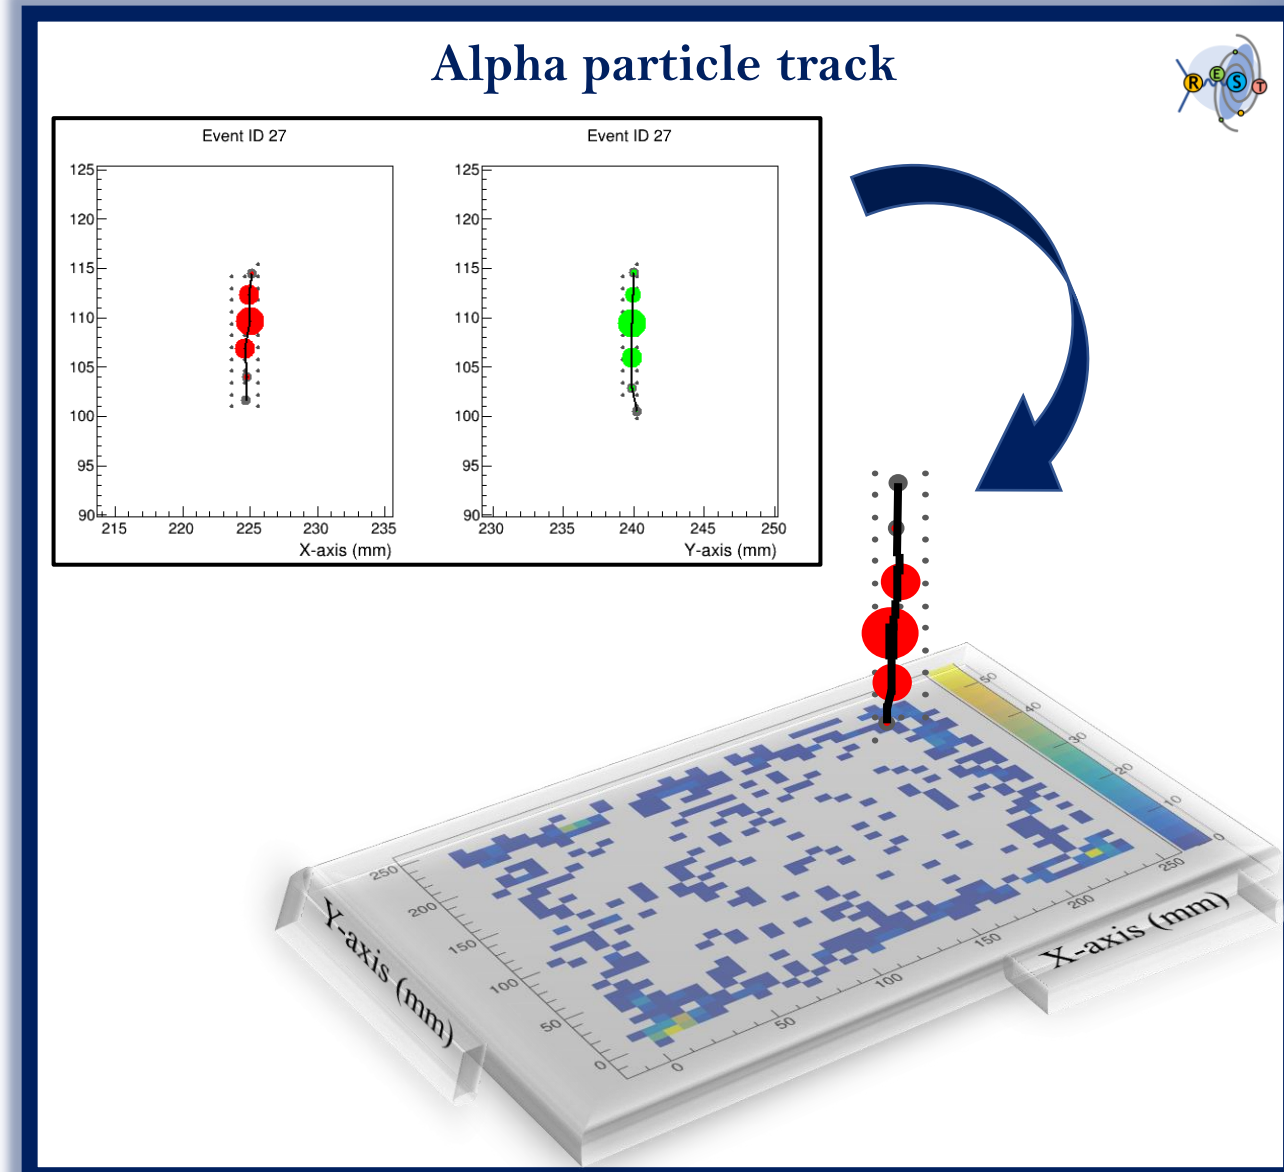 Alpha particle track
R E S T
Event ID 27
Event ID 27
125
120
115
110
105
100
95
90
215 220 225 230 235
X-axis (mm)
125
120
115
110
105
100
95
90
230 235 240 245 250
Y-axis (mm)
50
40
30
20
10
0
250
200
150
100
50
0
0 50 100 150 200 250
Y-axis (mm)
X-axis (mm)